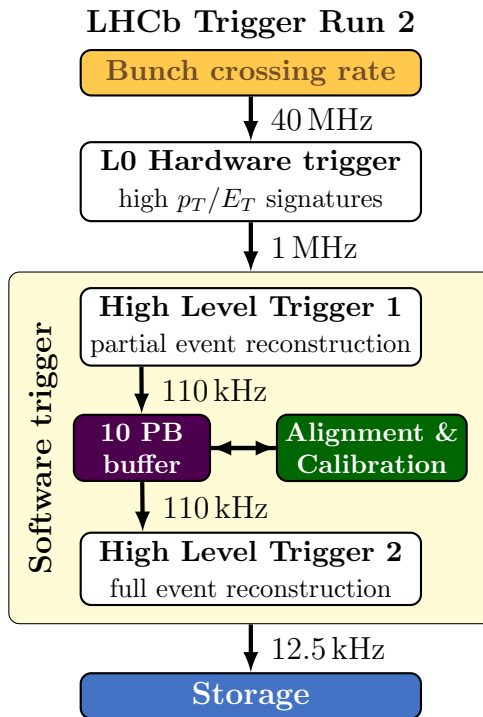 LHCb Trigger Run 2
Bunch crossing rate
40 MHz
L0 Hardware trigger
high p_T/E_T signatures
1 MHz
Software trigger
High Level Trigger 1
partial event reconstruction
110 kHz
10 PB
buffer
Alignment &
Calibration
110 kHz
High Level Trigger 2
full event reconstruction
12.5 kHz
Storage